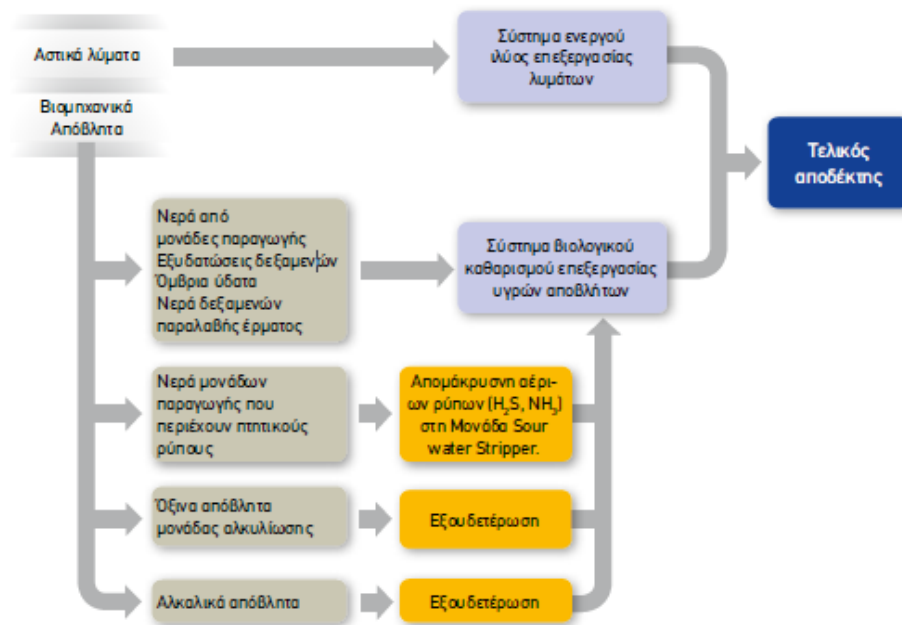 Αστικά λύματα
Βιομηχανικά
Απόβλητα
Σύστημα ενεργού
ιλύος επεξεργασίας
λυμάτων
Τελικός
αποδέκτης
Νερά από
μονάδες παραγωγής
Εξυδατώσεις δεξαμενών
Όμβρια ύδατα
Νερά δεξαμενών
παραλαβής έρματος
Σύστημα βιολογικού
καθαρισμού επεξεργασίας
υγρών αποβλήτων
Νερά μονάδων
παραγωγής που
περιέχουν πτητικούς
ρύπους
Απομάκρυσνη αέρι-
ων ρύπων (H₂S, NH₃)
στη Μονάδα Sour
water Stripper.
Όξινα απόβλητα
μονάδας αλκυλίωσης
Εξουδετέρωση
Αλκαλικά απόβλητα
Εξουδετέρωση